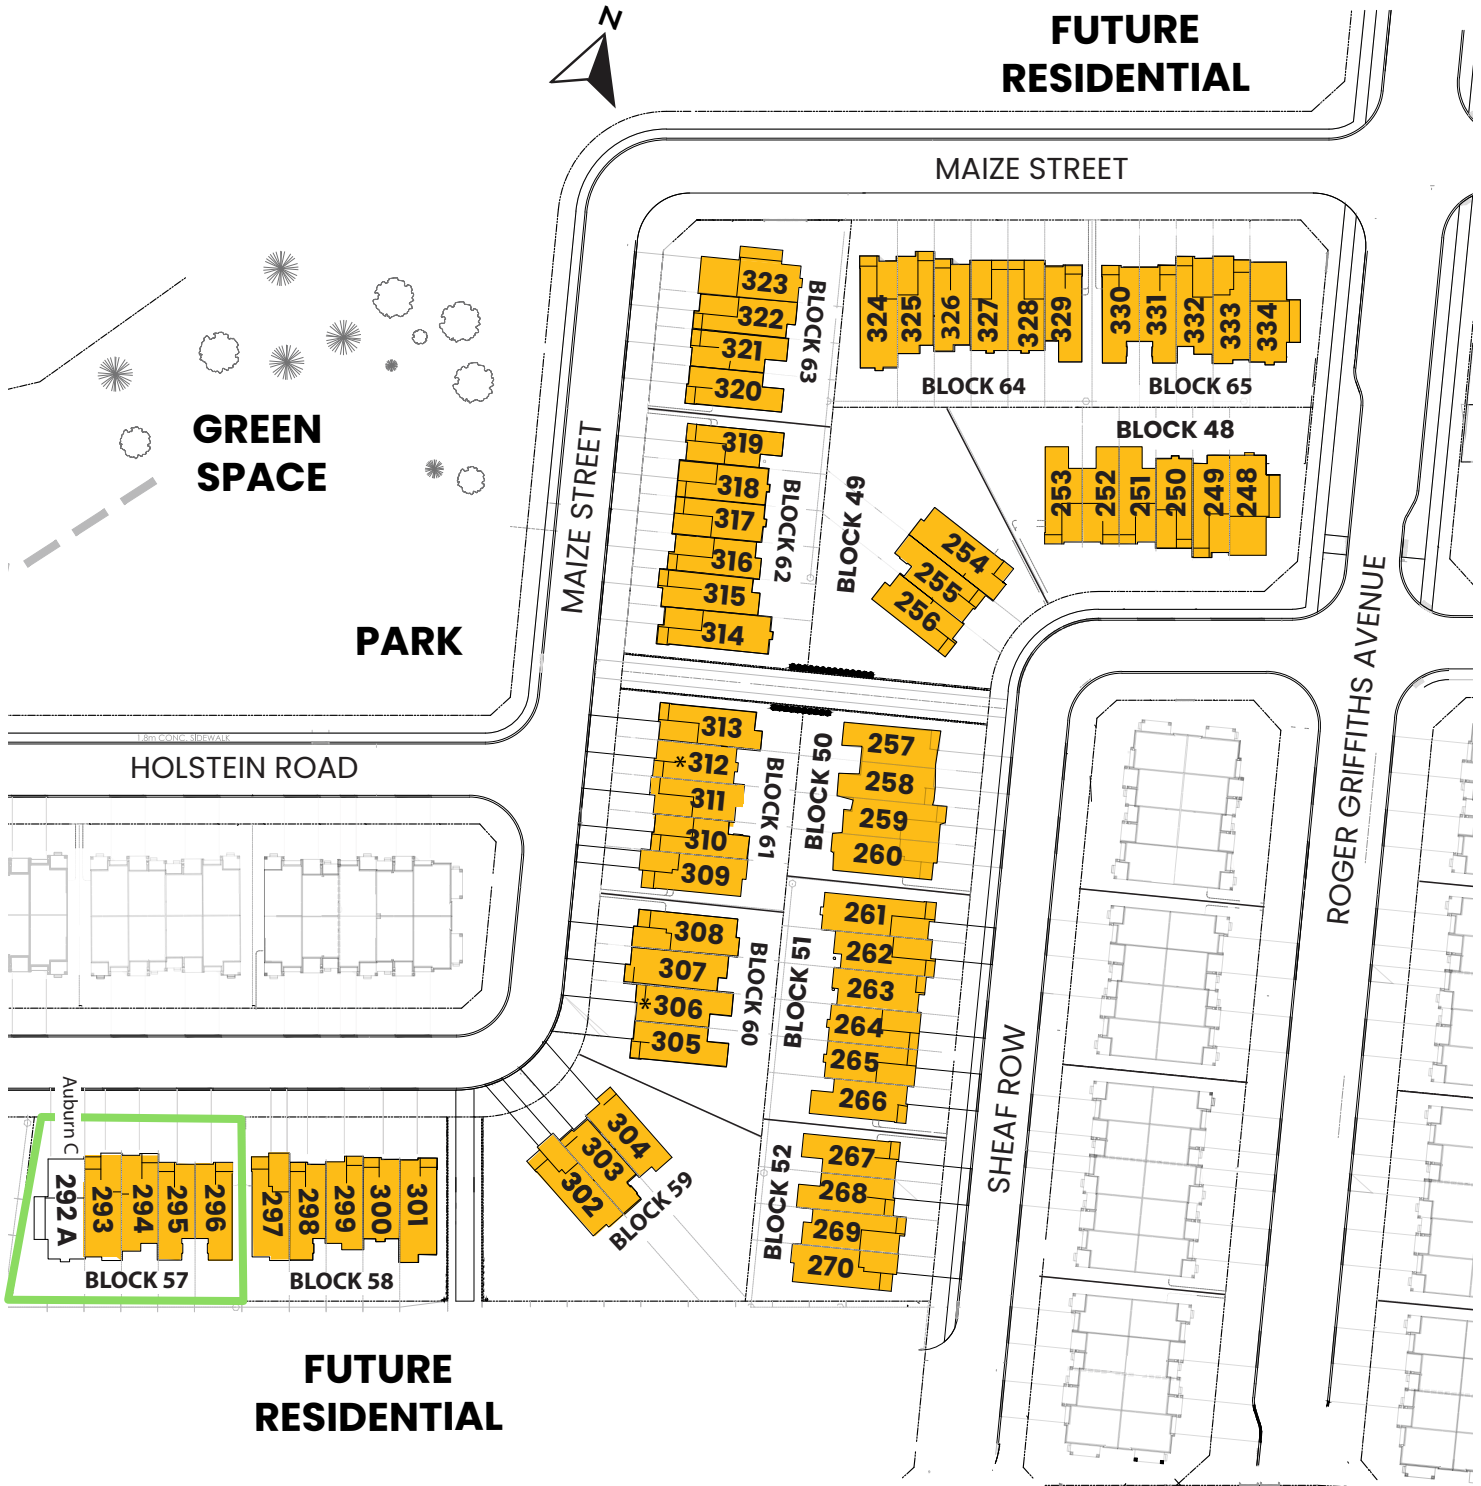 N
FUTURE
RESIDENTIAL
MAIZE STREET
323
322
321
320
BLOCK 63
324
325
326
327
328
329
BLOCK 64
330
331
332
333
334
BLOCK 65
GREEN
SPACE
PARK
MAIZE STREET
319
318
317
316
315
314
BLOCK 62
BLOCK 49
254
255
256
BLOCK 48
253
252
251
250
249
248
1.8m CONC. SIDEWALK
HOLSTEIN ROAD
313
*312
311
310
309
BLOCK 61
BLOCK 50
257
258
259
260
ROGER GRIFFITHS AVENUE
308
307
*306
305
BLOCK 60
BLOCK 51
261
262
263
264
265
266
SHEAF ROW
Auburn C
292 A
293
294
295
296
BLOCK 57
297
298
299
300
301
BLOCK 58
304
303
302
BLOCK 59
BLOCK 52
267
268
269
270
FUTURE
RESIDENTIAL